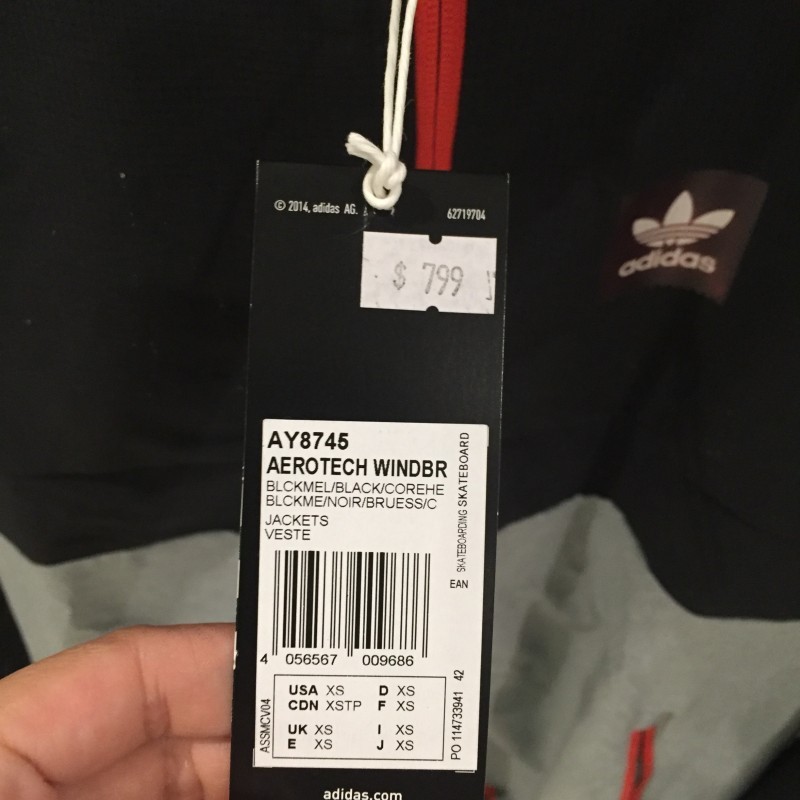 © 2014, adidas AG.
62719704
$ 799
adidas
AY8745
AEROTECH WINDBR
BLCKMEL/BLACK/COREHE
BLCKME/NOIR/BRUESS/C
JACKETS
VESTE
SKATEBOARDING SKATEBOARD
EAN
4 056567 009686
ASSMCV04
USA XS D XS
CDN XSTP F XS
UK XS I XS
E XS J XS
PO 114733941 42
adidas.com